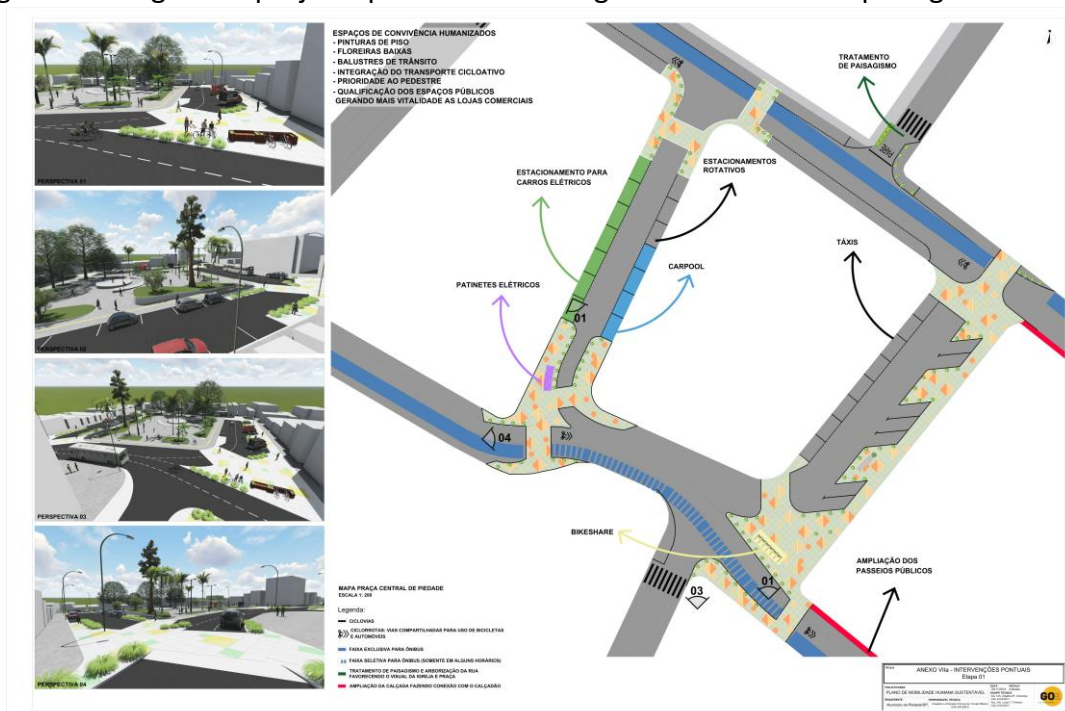 ESPAÇOS DE CONVIVÊNCIA HUMANIZADOS
- PINTURAS DE PISO
- FLOREIRAS BAIXAS
- BALUSTRES DE TRÂNSITO
- INTEGRAÇÃO DO TRANSPORTE CICLOATIVO
- PRIORIDADE AO PEDESTRE
- QUALIFICAÇÃO DOS ESPAÇOS PÚBLICOS
GERANDO MAIS VITALIDADE AS LOJAS COMERCIAIS
TRATAMENTO
DE PAISAGISMO
PARE
ESTACIONAMENTOS
ROTATIVOS
ESTACIONAMENTO PARA
CARROS ELÉTRICOS
TÁXIS
CARPOOL
PATINETES ELÉTRICOS
01
04
BIKESHARE
01
03
AMPLIAÇÃO DOS
PASSEIOS PÚBLICOS
PERSPECTIVA 01
PERSPECTIVA 02
PERSPECTIVA 03
PERSPECTIVA 04
MAPA PRAÇA CENTRAL DE PIEDADE
ESCALA 1: 200
Legenda:
CICLOVIAS
CICLORROTAS: VIAS COMPARTILHADAS PARA USO DE BICICLETAS
E AUTOMÓVEIS
FAIXA EXCLUSIVA PARA ÔNIBUS
FAIXA SELETIVA PARA ÔNIBUS (SOMENTE EM ALGUNS HORÁRIOS)
TRATAMENTO DE PAISAGISMO E ARBORIZAÇÃO DA RUA
FAVORECENDO O VISUAL DA IGREJA E PRAÇA
AMPLIAÇÃO DA CALÇADA FAZENDO CONEXÃO COM O CALÇADÃO
ANEXO VIIa - INTERVENÇÕES PONTUAIS
Etapa 01
PLANO DE MOBILIDADE HUMANA SUSTENTÁVEL
GO